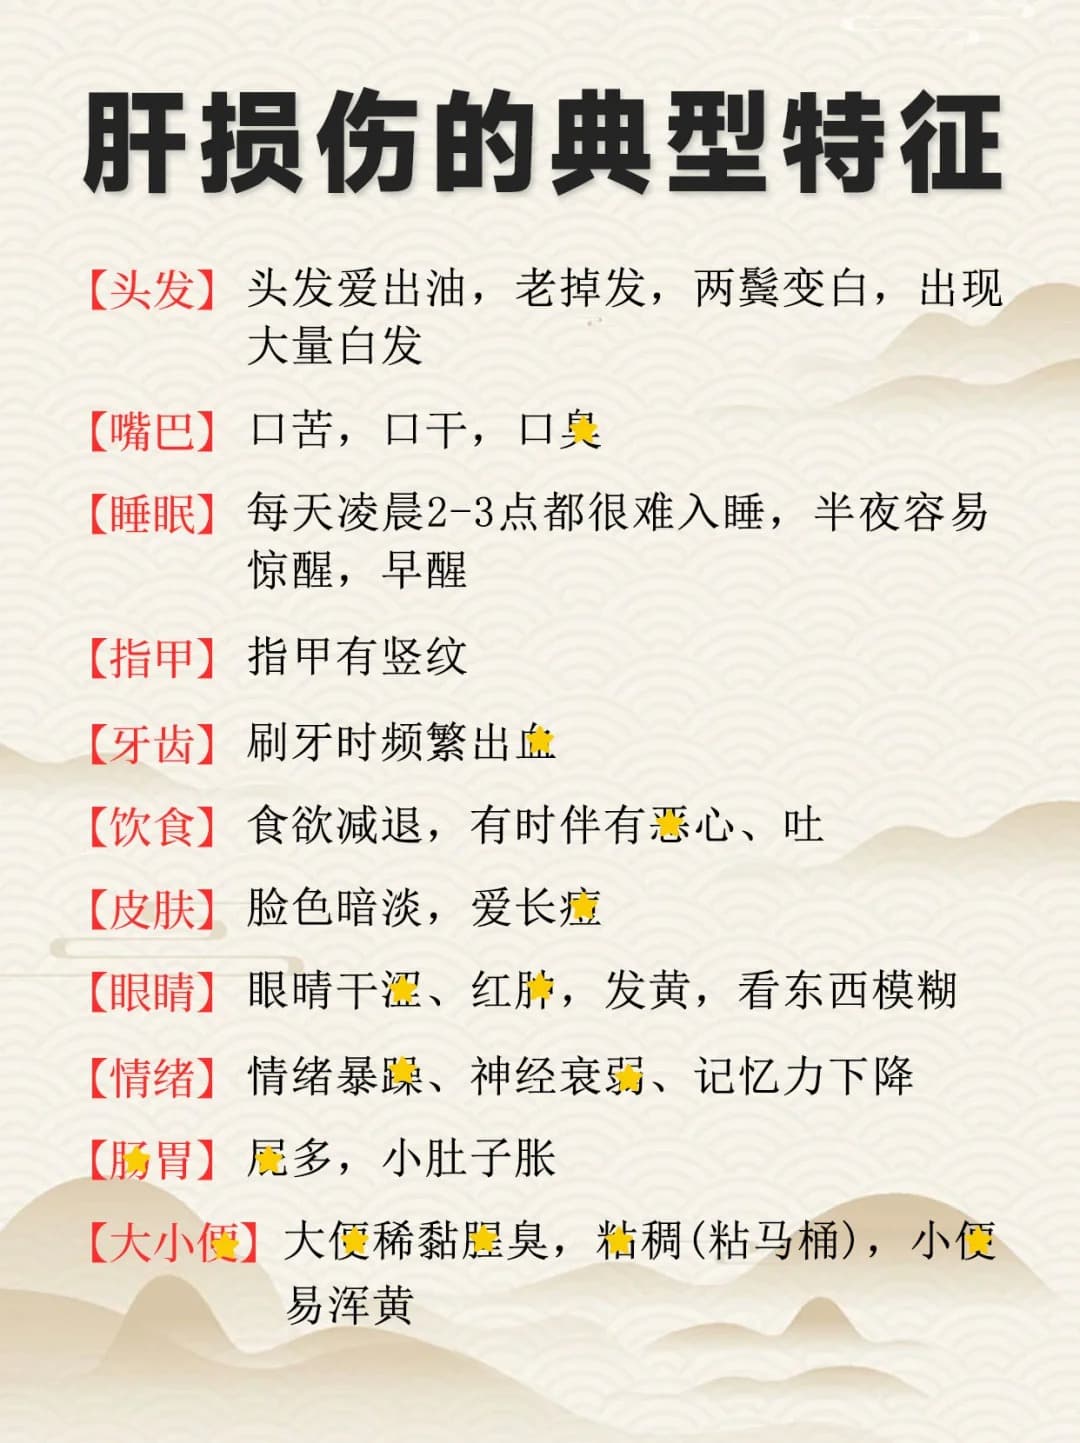 肝损伤的典型特征
【头发】 头发爱出油，老掉发，两鬓变白，出现
大量白发
【嘴巴】 口苦，口干，口臭
【睡眠】 每天凌晨2-3点都很难入睡，半夜容易
惊醒，早醒
【指甲】 指甲有竖纹
【牙齿】 刷牙时频繁出血
【饮食】 食欲减退，有时伴有恶心、吐
【皮肤】 脸色暗淡，爱长痘
【眼睛】 眼晴干涩、红肿，发黄，看东西模糊
【情绪】 情绪暴躁、神经衰弱、记忆力下降
【肠胃】 屁多，小肚子胀
【大小便】 大便稀黏腥臭，粘稠(粘马桶)，小便
易浑黄